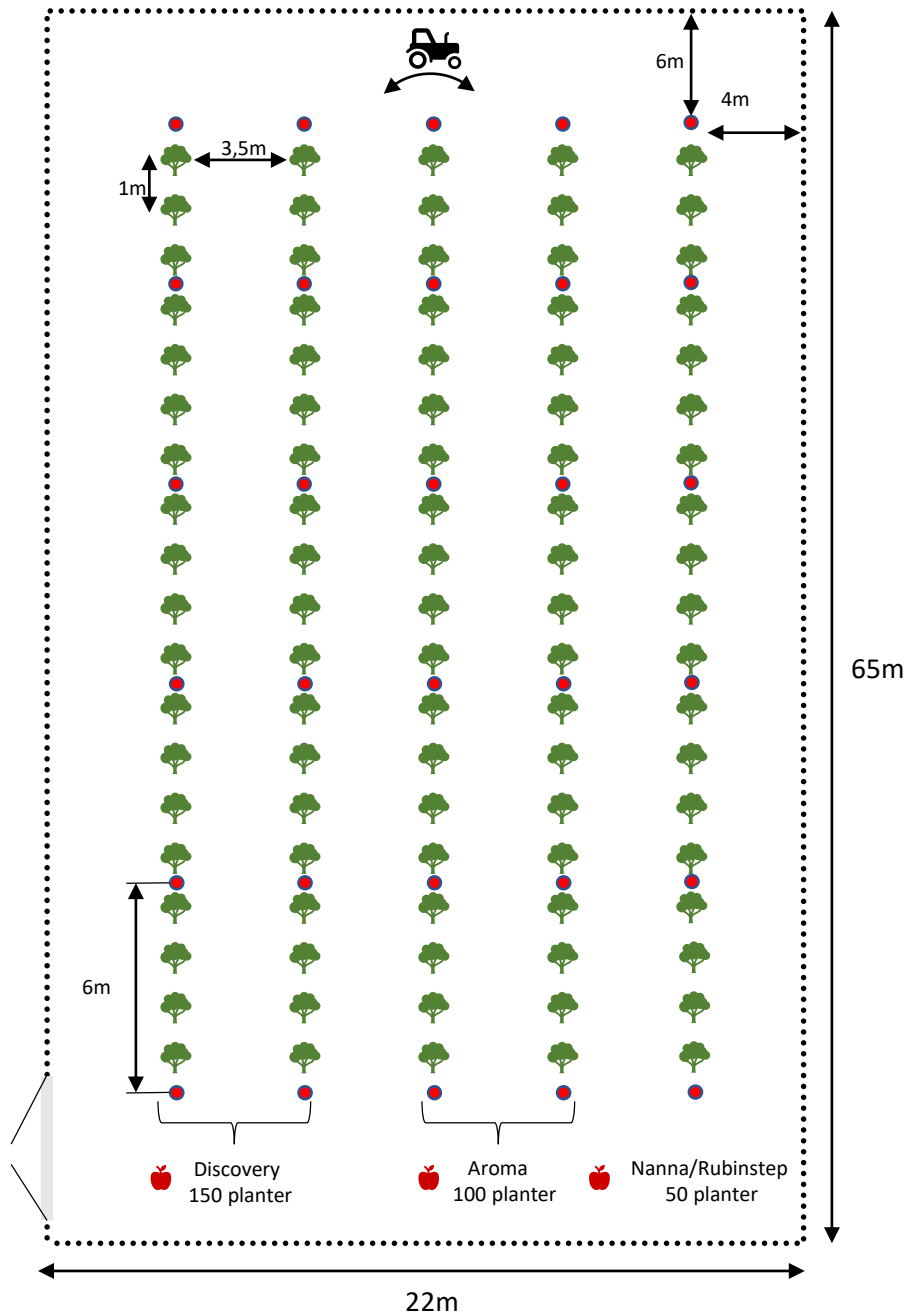 6m
4m
3,5m
1m
65m
6m
Discovery
150 planter
Aroma
100 planter
Nanna/Rubinstep
50 planter
22m